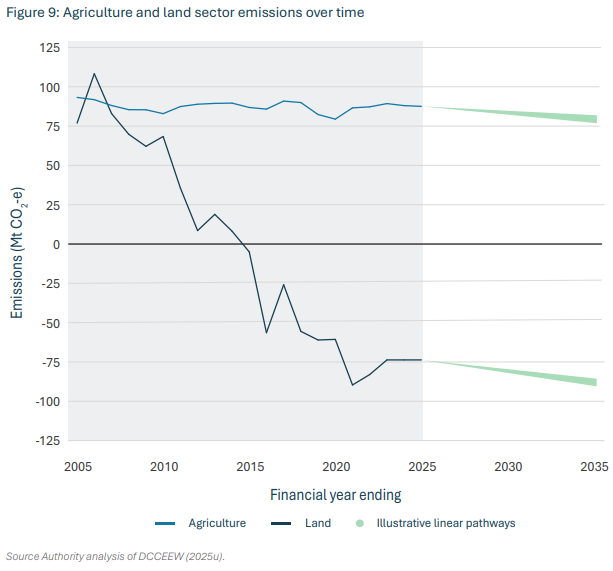 Figure 9: Agriculture and land sector emissions over time
125
100
75
50
25
0
-25
-50
-75
-100
-125
Emissions (Mt CO₂-e)
2005 2010 2015 2020 2025 2030 2035
Financial year ending
Agriculture Land Illustrative linear pathways
Source Authority analysis of DCCEEW (2025u).